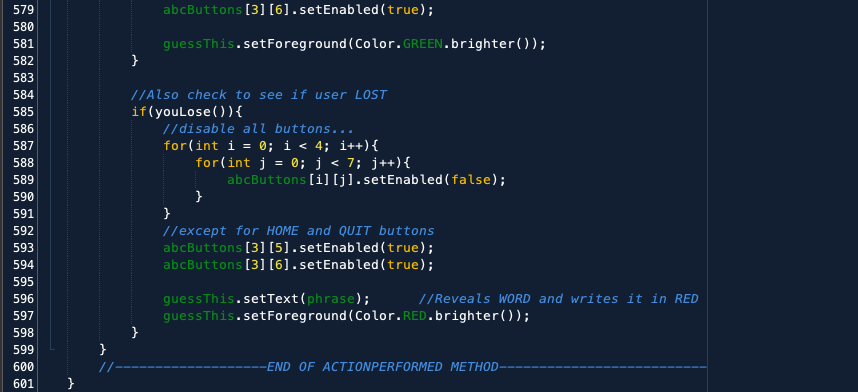 579 abcButtons[3][6].setEnabled(true);
580
581 guessThis.setForeground(Color.GREEN.brighter());
582 }
583
584 //Also check to see if user LOST
585 if(youLose()){
586 //disable all buttons...
587 for(int i = 0; i < 4; i++){
588 for(int j = 0; j < 7; j++){
589 abcButtons[i][j].setEnabled(false);
590 }
591 }
592 //except for HOME and QUIT buttons
593 abcButtons[3][5].setEnabled(true);
594 abcButtons[3][6].setEnabled(true);
595
596 guessThis.setText(phrase); //Reveals WORD and writes it in RED
597 guessThis.setForeground(Color.RED.brighter());
598 }
599 }
600 //-------------------END OF ACTIONPERFORMED METHOD--------------------------
601 }